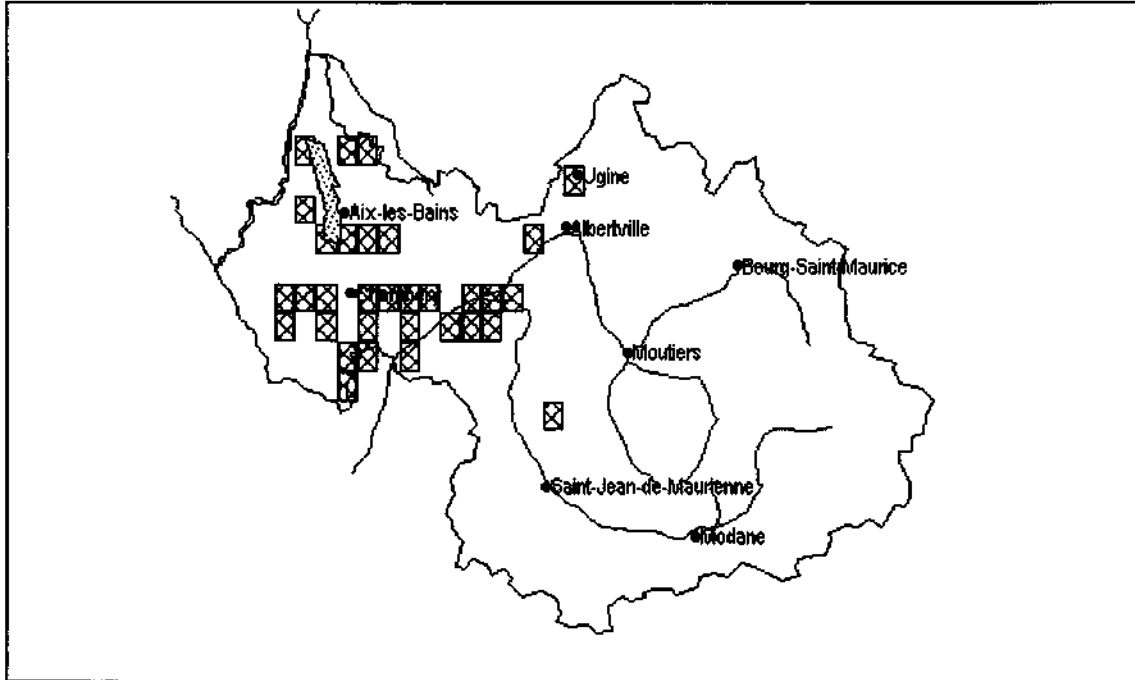 Ugine
Aix-les-Bains
Albertville
Bourg-Saint-Maurice
Moutiers
Saint-Jean-de-Maurienne
Modane